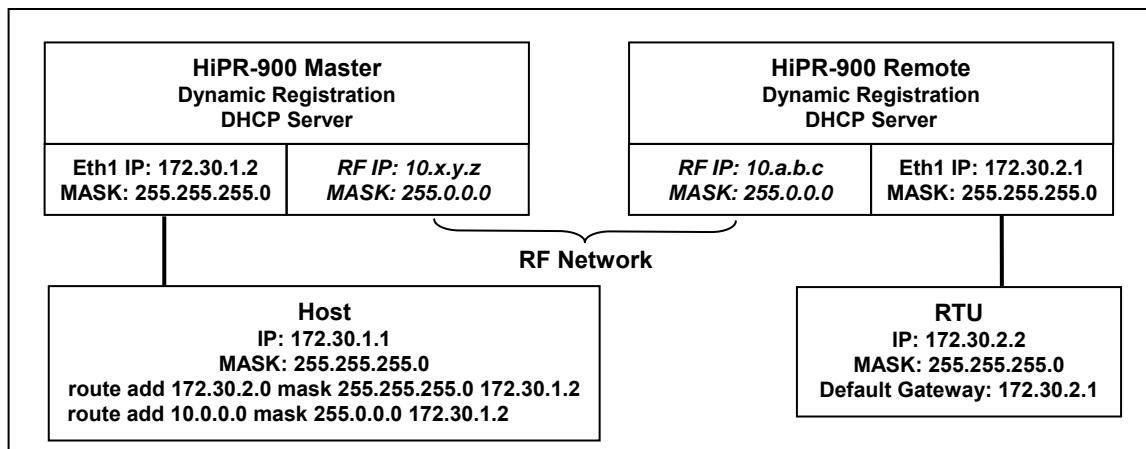 HiPR-900 Master
Dynamic Registration
DHCP Server
Eth1 IP: 172.30.1.2
MASK: 255.255.255.0
RF IP: 10.x.y.z
MASK: 255.0.0.0
HiPR-900 Remote
Dynamic Registration
DHCP Server
RF IP: 10.a.b.c
MASK: 255.0.0.0
Eth1 IP: 172.30.2.1
MASK: 255.255.255.0
RF Network
Host
IP: 172.30.1.1
MASK: 255.255.255.0
route add 172.30.2.0 mask 255.255.255.0 172.30.1.2
route add 10.0.0.0 mask 255.0.0.0 172.30.1.2
RTU
IP: 172.30.2.2
MASK: 255.255.255.0
Default Gateway: 172.30.2.1